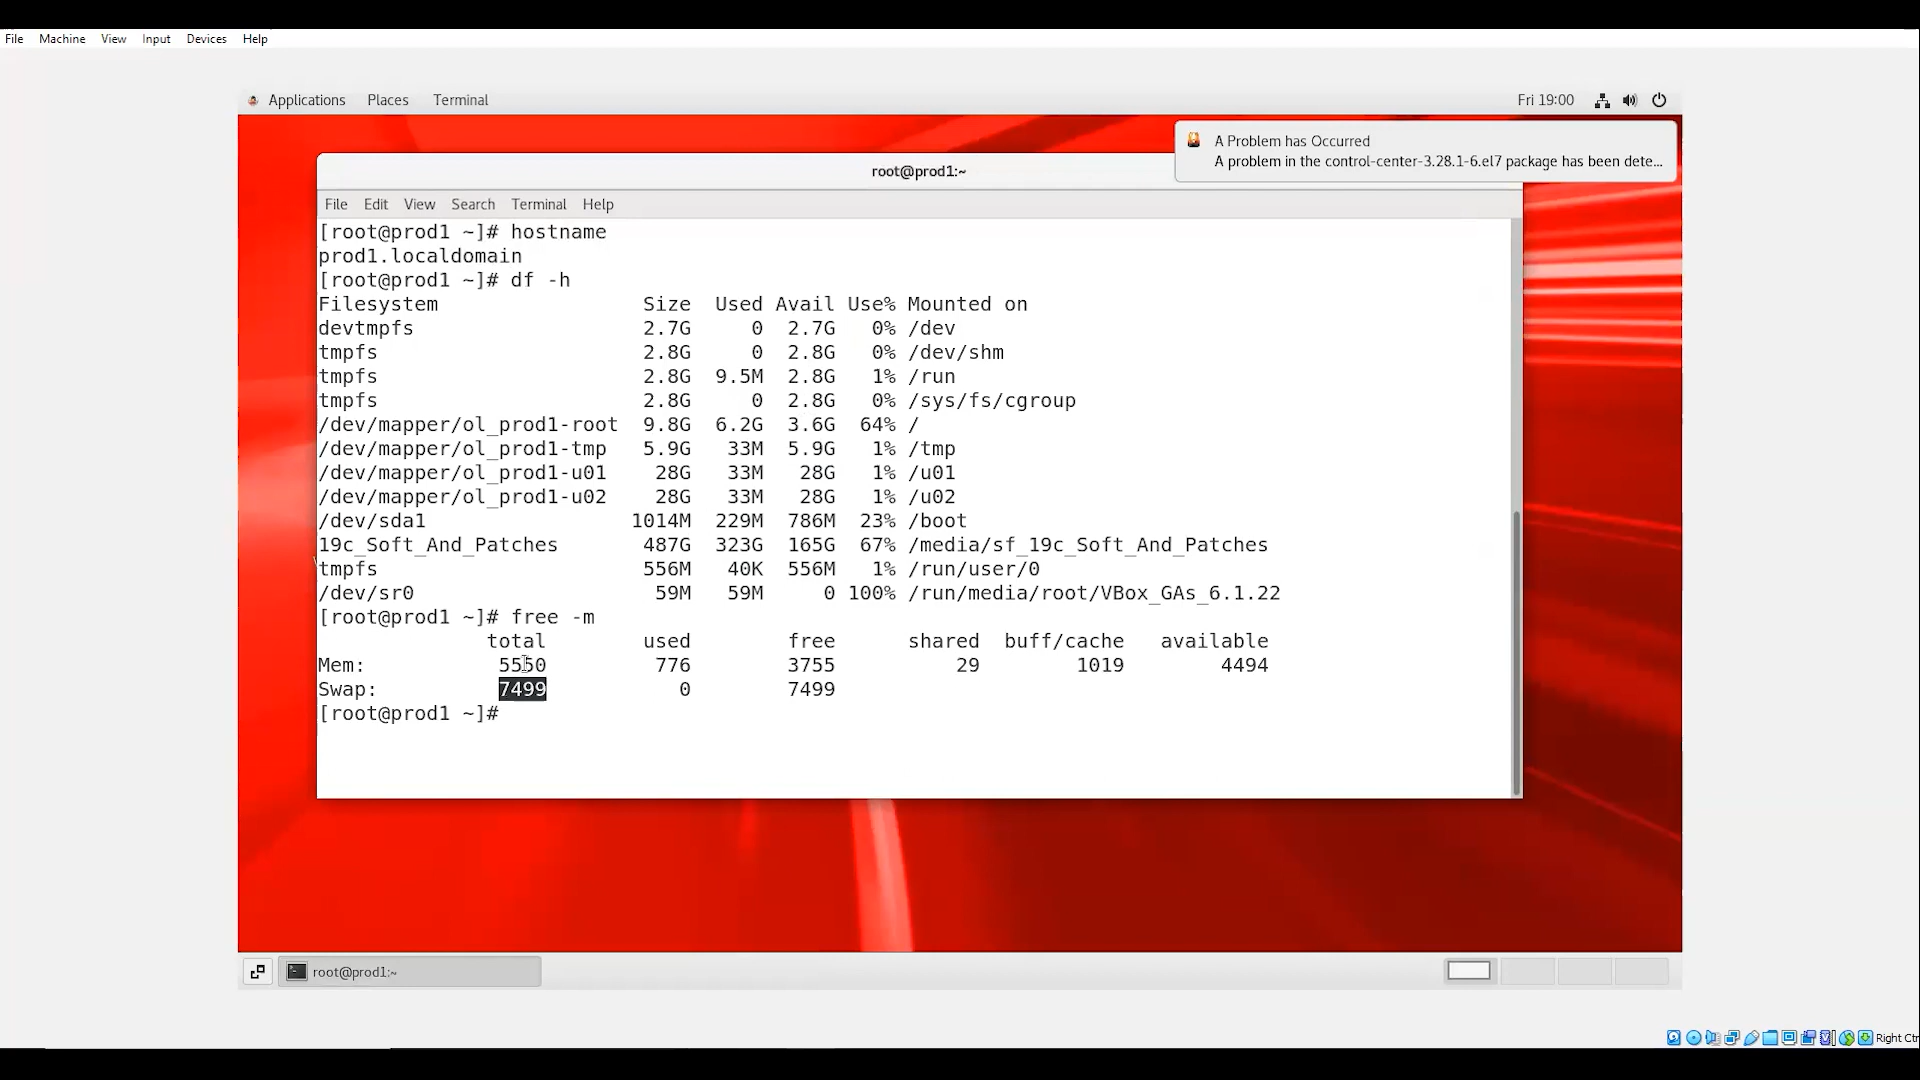 File Machine View Input Devices Help
Applications Places Terminal Fri 19:00
A Problem has Occurred
A problem in the control-center-3.28.1-6.el7 package has been dete...
root@prod1:~
File Edit View Search Terminal Help
[root@prod1 ~]# hostname
prod1.localdomain
[root@prod1 ~]# df -h
Filesystem Size Used Avail Use% Mounted on
devtmpfs 2.7G 0 2.7G 0% /dev
tmpfs 2.8G 0 2.8G 0% /dev/shm
tmpfs 2.8G 9.5M 2.8G 1% /run
tmpfs 2.8G 0 2.8G 0% /sys/fs/cgroup
/dev/mapper/ol_prod1-root 9.8G 6.2G 3.6G 64% /
/dev/mapper/ol_prod1-tmp 5.9G 33M 5.9G 1% /tmp
/dev/mapper/ol_prod1-u01 28G 33M 28G 1% /u01
/dev/mapper/ol_prod1-u02 28G 33M 28G 1% /u02
/dev/sda1 1014M 229M 786M 23% /boot
19c_Soft_And_Patches 487G 323G 165G 67% /media/sf_19c_Soft_And_Patches
tmpfs 556M 40K 556M 1% /run/user/0
/dev/sr0 59M 59M 0 100% /run/media/root/VBox_GAs_6.1.22
[root@prod1 ~]# free -m
total used free shared buff/cache available
Mem: 5550 776 3755 29 1019 4494
Swap: 7499 0 7499
[root@prod1 ~]#
root@prod1:~
Right Ctr